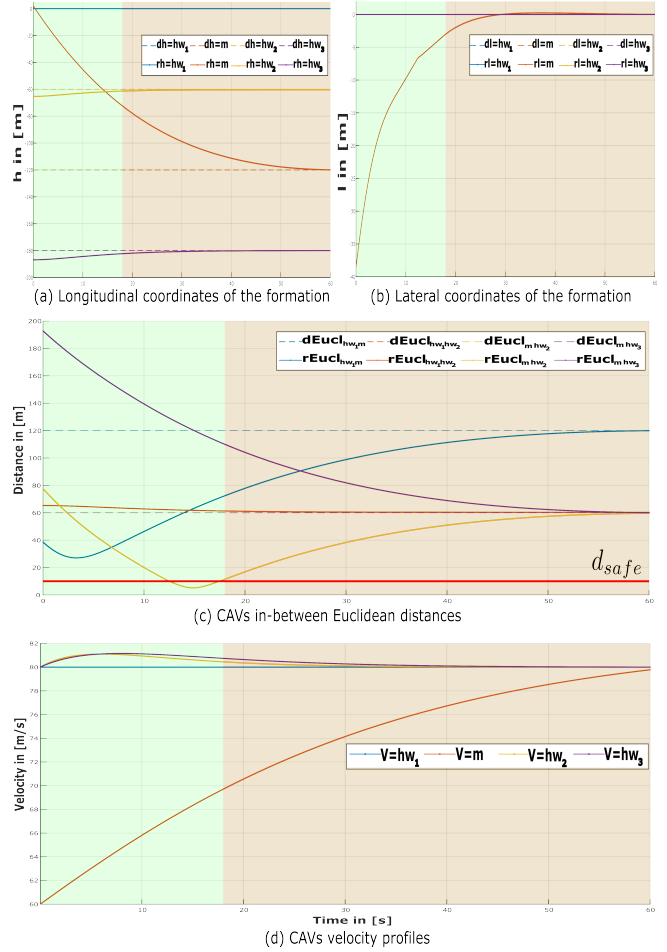 dh=hw1 dh=m dh=hw2 dh=hw3
rh=hw1 rh=m rh=hw2 rh=hw3
h in [m]
(a) Longitudinal coordinates of the formation
dl=hw1 dl=m dl=hw2 dl=hw3
rl=hw1 rl=m rl=hw2 rl=hw3
l in [m]
(b) Lateral coordinates of the formation
200
180
160
140
120
100
80
60
40
20
0
dEucl hw1m dEucl hw1hw2 dEucl m hw2 dEucl m hw3
rEucl hw1m rEucl hw1hw2 rEucl m hw2 rEucl m hw3
Distance in [m]
dsafe
0 10 20 30 40 50 60
(c) CAVs in-between Euclidean distances
82
80
78
76
74
72
70
68
66
64
62
60
Velocity in [m/s]
V=hw1 V=m V=hw2 V=hw3
10 20 30 40 50 60
Time in [s]
(d) CAVs velocity profiles